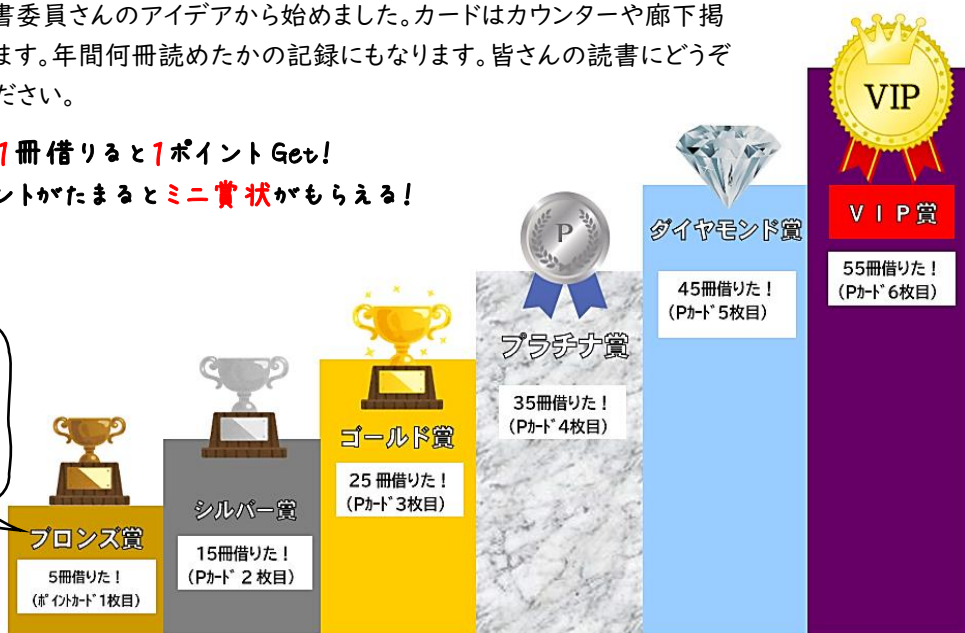 書委員さんのアイデアから始めました。カードはカウンターや廊下掲
ます。年間何冊読めたかの記録にもなります。皆さんの読書にどうぞ
ださい。
1冊借りると1ポイントGet!
ントがたまるとミニ賞状がもらえる!
VIP
VIP賞
55冊借りた!
(Pカード6枚目)
ダイヤモンド賞
45冊借りた!
(Pカード5枚目)
P
プラチナ賞
35冊借りた!
(Pカード4枚目)
ゴールド賞
25冊借りた!
(Pカード3枚目)
シルバー賞
15冊借りた!
(Pカード2枚目)
ブロンズ賞
5冊借りた!
(ポイントカード1枚目)